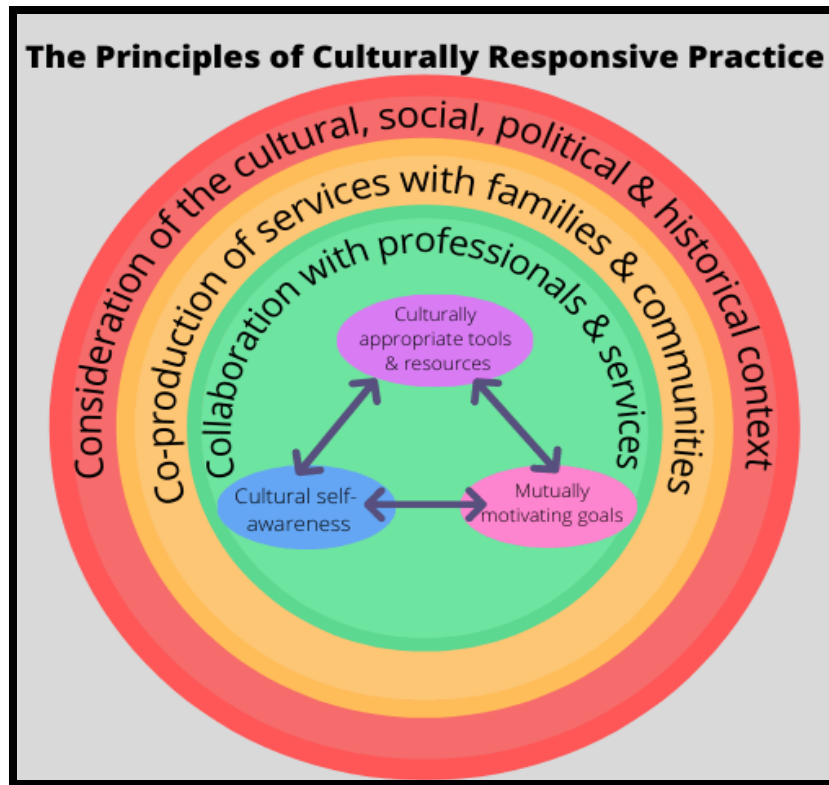 The Principles of Culturally Responsive Practice
Consideration of the cultural, social, political & historical context
Co-production of services with families & communities
Collaboration with professionals & services
Culturally
appropriate tools
& resources
Cultural self-
awareness
Mutually
motivating goals